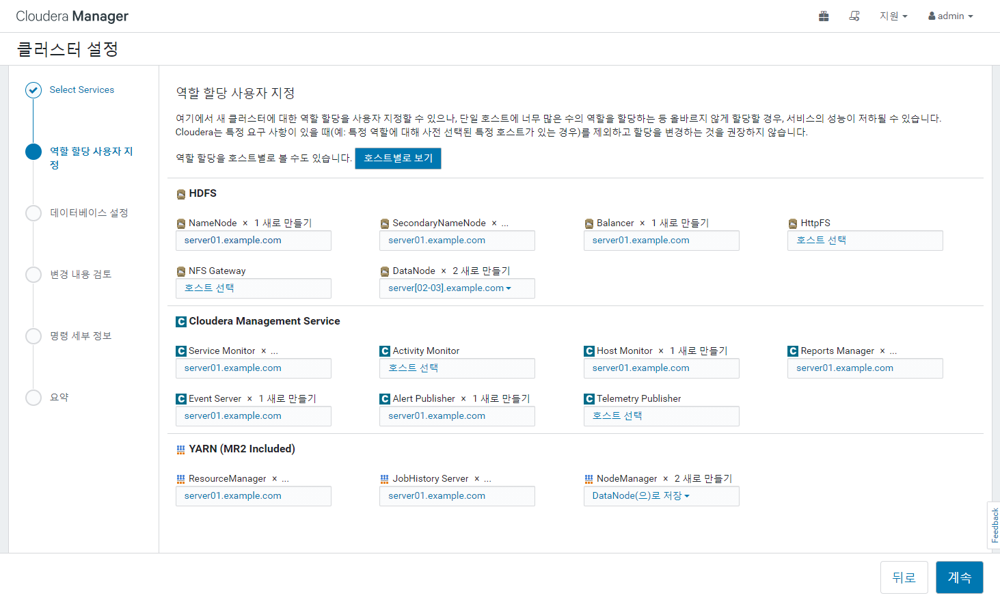 Cloudera Manager
지원
admin
클러스터 설정
Select Services
역할 할당 사용자 지
정
데이터베이스 설정
변경 내용 검토
명령 세부 정보
요약
역할 할당 사용자 지정
여기에서 새 클러스터에 대한 역할 할당을 사용자 지정할 수 있으나, 단일 호스트에 너무 많은 수의 역할을 할당하는 등 올바르지 않게 할당할 경우, 서비스의 성능이 저하될 수 있습니다.
Cloudera는 특정 요구 사항이 있을 때(예: 특정 역할에 대해 사전 선택된 특정 호스트가 있는 경우)를 제외하고 할당을 변경하는 것을 권장하지 않습니다.
역할 할당을 호스트별로 볼 수도 있습니다. 호스트별로 보기
HDFS
NameNode × 1 새로 만들기
server01.example.com
SecondaryNameNode × ...
server01.example.com
Balancer × 1 새로 만들기
server01.example.com
HttpFS
호스트 선택
NFS Gateway
호스트 선택
DataNode × 2 새로 만들기
server[02-03].example.com
Cloudera Management Service
Service Monitor × ...
server01.example.com
Activity Monitor
호스트 선택
Host Monitor × 1 새로 만들기
server01.example.com
Reports Manager × ...
server01.example.com
Event Server × 1 새로 만들기
server01.example.com
Alert Publisher × 1 새로 만들기
server01.example.com
Telemetry Publisher
호스트 선택
YARN (MR2 Included)
ResourceManager × ...
server01.example.com
JobHistory Server × ...
server01.example.com
NodeManager × 2 새로 만들기
DataNode(으)로 저장
Feedback
뒤로
계속